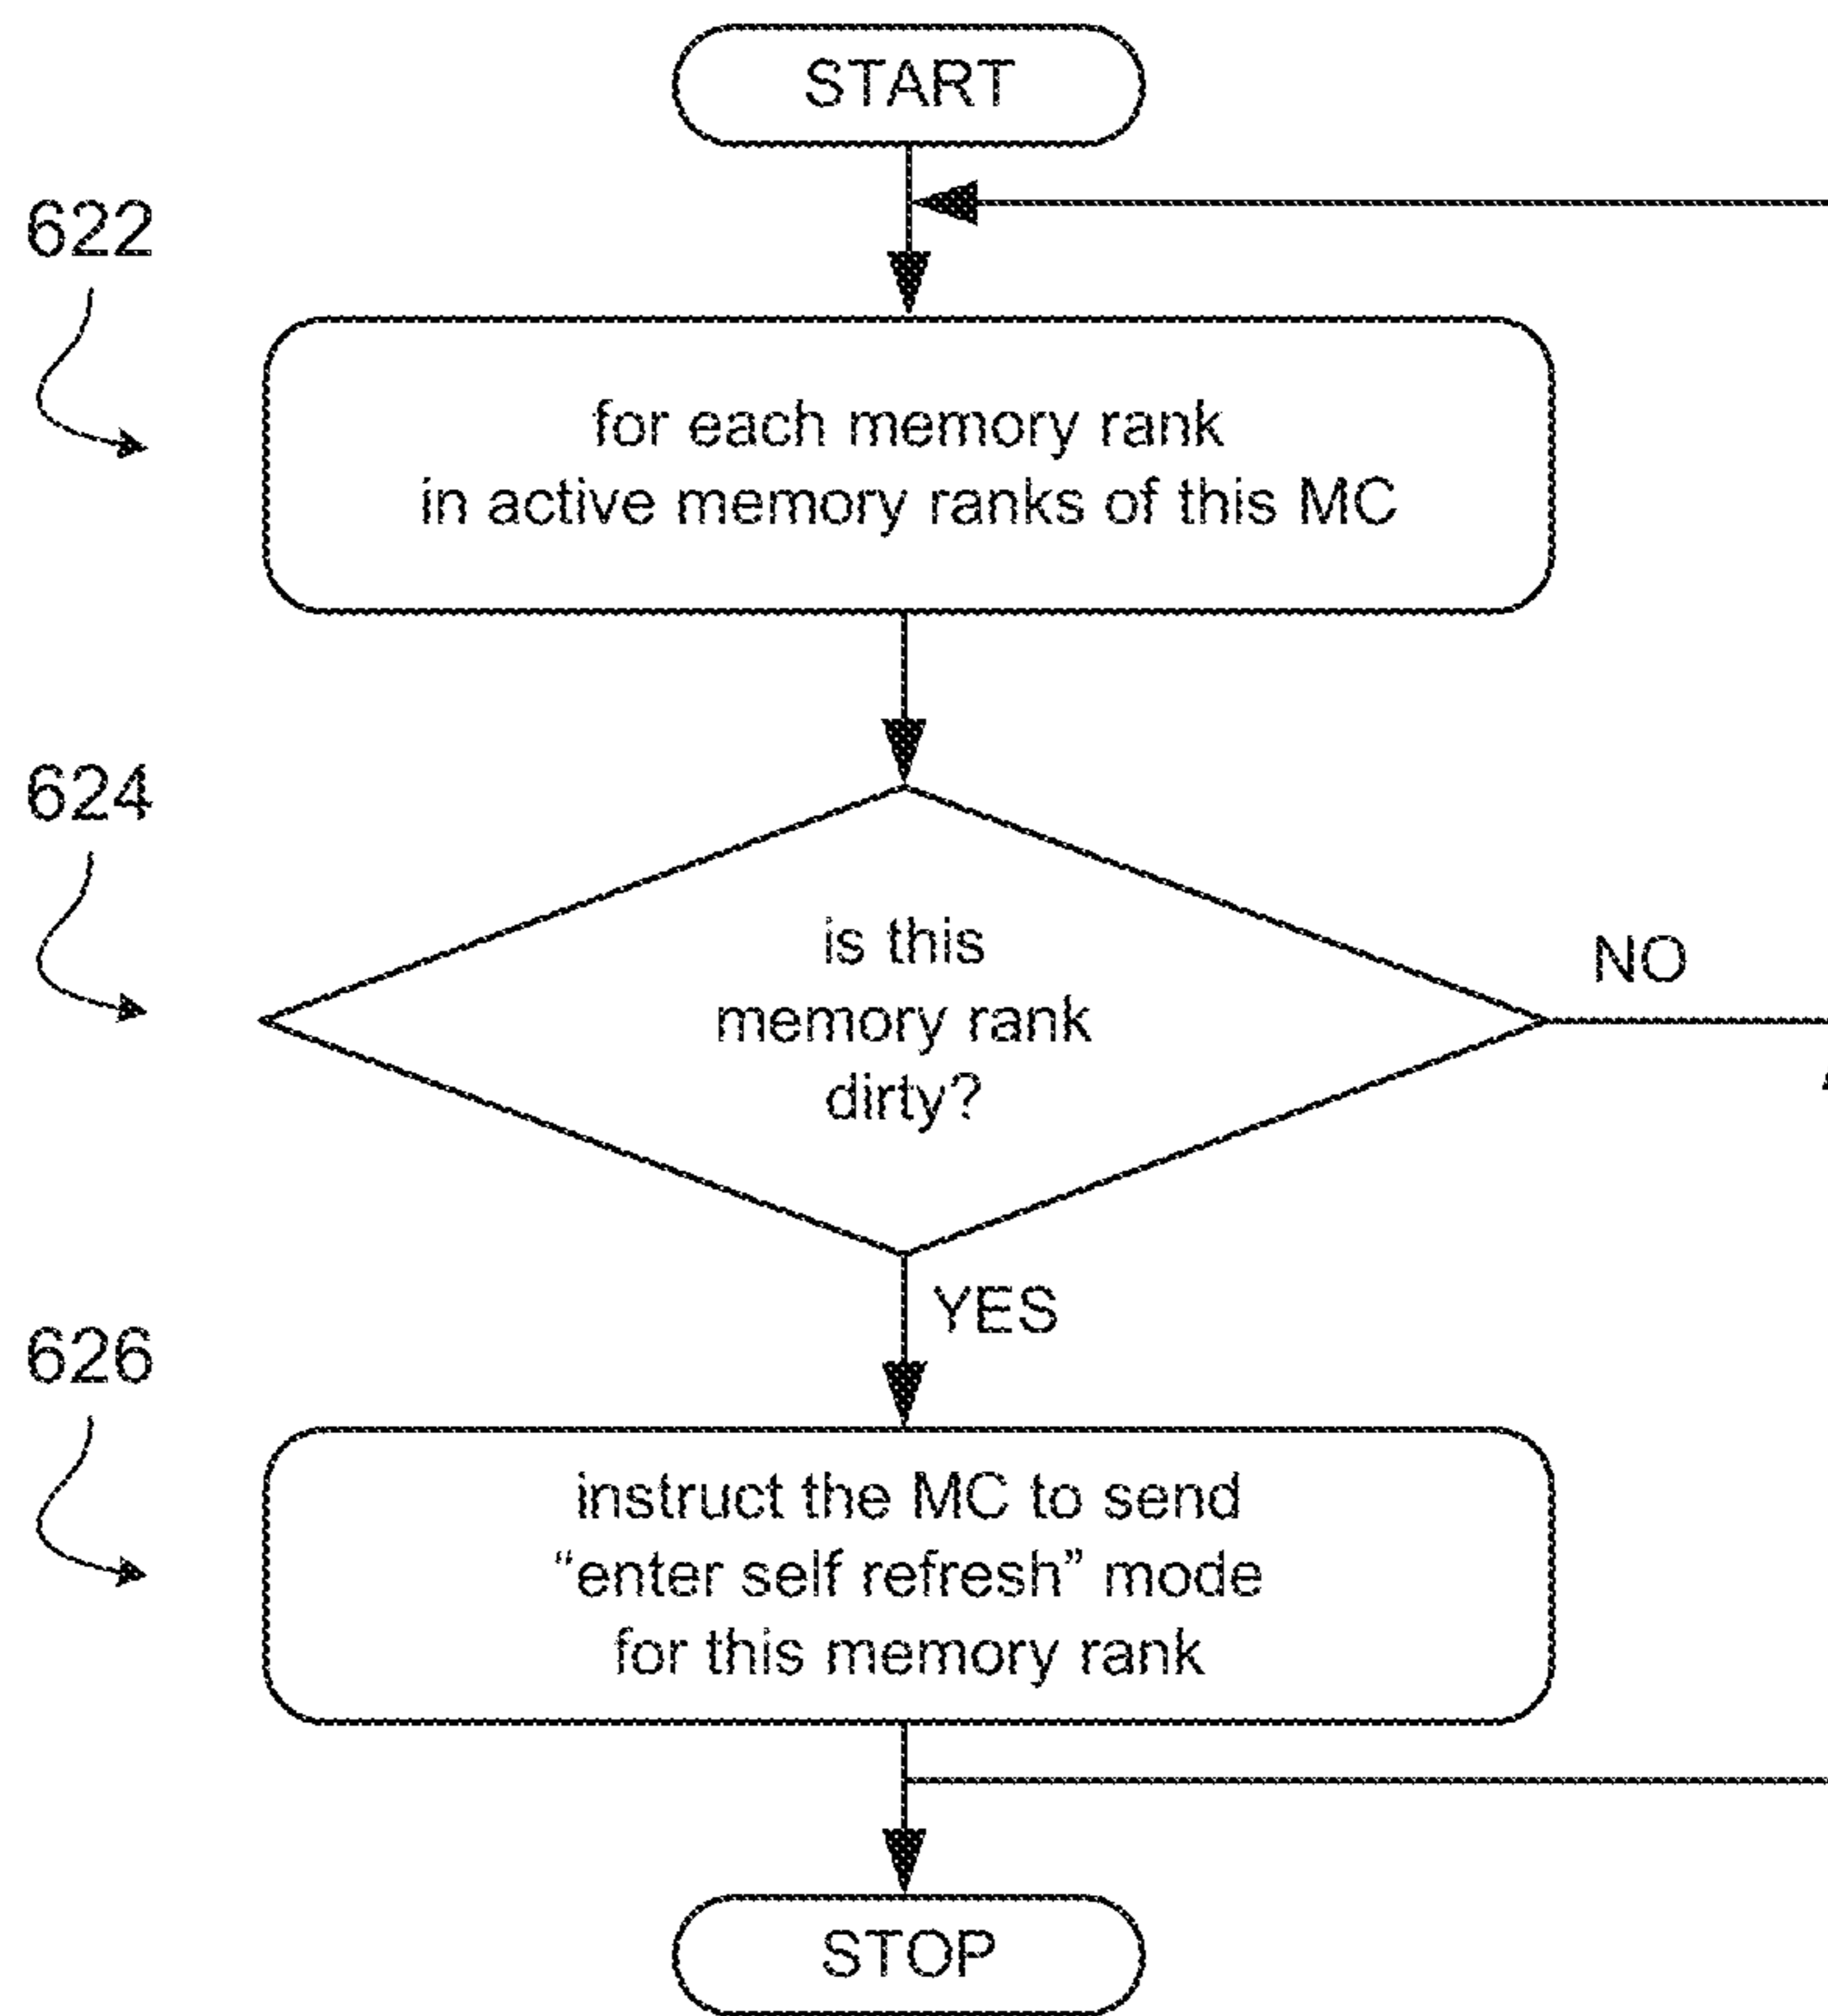 START
622
for each memory rank
in active memory ranks of this MC
624
is this
memory rank
dirty?
NO
YES
626
instruct the MC to send
“enter self refresh” mode
for this memory rank
STOP